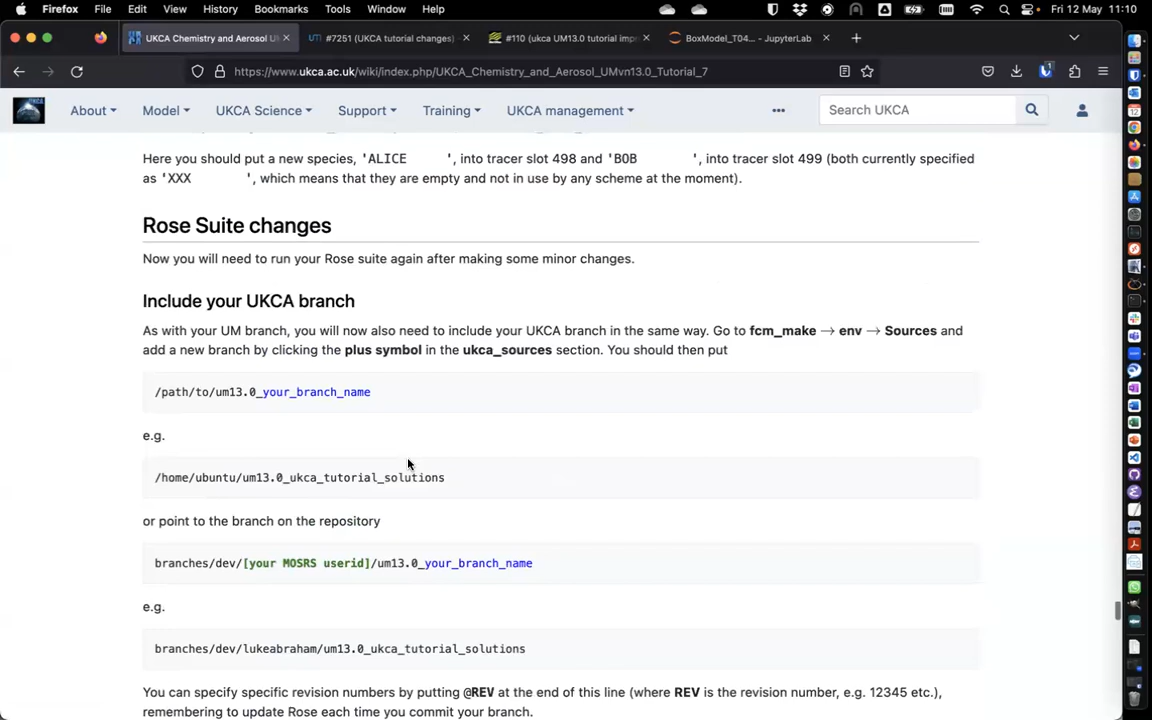 Firefox File Edit View History Bookmarks Tools Window Help Fri 12 May 11:10
UKCA Chemistry and Aerosol U #7251 (UKCA tutorial changes) #110 (ukca UM13.0 tutorial imp BoxModel_T04... - JupyterLab
https://www.ukca.ac.uk/wiki/index.php/UKCA_Chemistry_and_Aerosol_UMvn13.0_Tutorial_7
About Model UKCA Science Support Training UKCA management Search UKCA
Here you should put a new species, 'ALICE ', into tracer slot 498 and 'BOB ', into tracer slot 499 (both currently specified
as 'XXX ', which means that they are empty and not in use by any scheme at the moment).
Rose Suite changes
Now you will need to run your Rose suite again after making some minor changes.
Include your UKCA branch
As with your UM branch, you will now also need to include your UKCA branch in the same way. Go to fcm_make → env → Sources and
add a new branch by clicking the plus symbol in the ukca_sources section. You should then put
/path/to/um13.0_your_branch_name
e.g.
/home/ubuntu/um13.0_ukca_tutorial_solutions
or point to the branch on the repository
branches/dev/[your MOSRS userid]/um13.0_your_branch_name
e.g.
branches/dev/lukeabraham/um13.0_ukca_tutorial_solutions
You can specify specific revision numbers by putting @REV at the end of this line (where REV is the revision number, e.g. 12345 etc.),
remembering to update Rose each time you commit your branch.